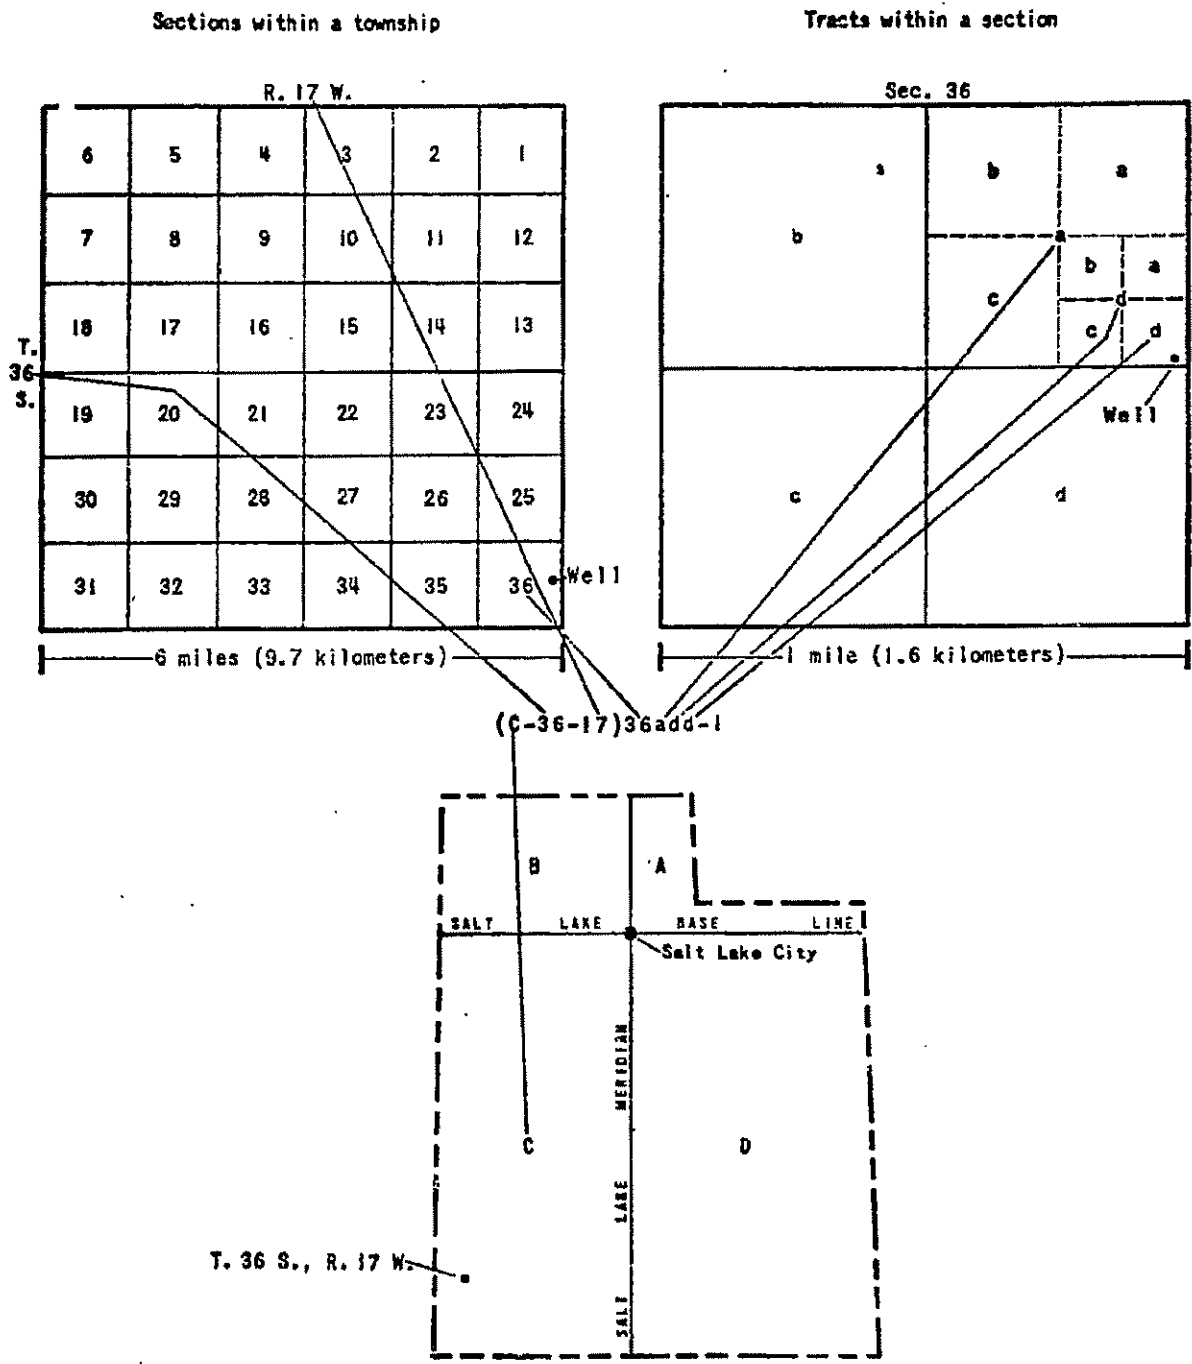 Sections within a township
Tracts within a section
R. 17 W.
Sec. 36
6 5 4 3 2 1
7 8 9 10 11 12
18 17 16 15 14 13
T.
36
S.
19 20 21 22 23 24
30 29 28 27 26 25
31 32 33 34 35 36
Well
s
b a
b
a
b a
c
d
c d
Well
c d
6 miles (9.7 kilometers)
1 mile (1.6 kilometers)
(C-36-17)36add-1
B A
SALT LAKE BASE LINE
Salt Lake City
SALT LAKE MERIDIAN
C D
T. 36 S., R. 17 W.